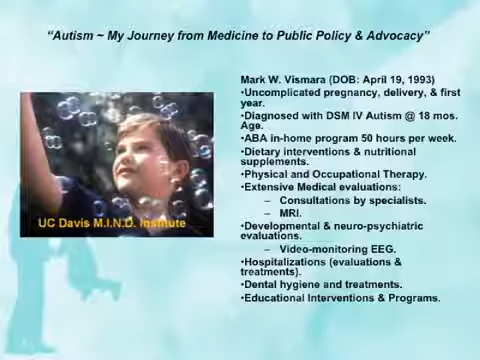 “Autism ~ My Journey from Medicine to Public Policy & Advocacy”
Mark W. Vismara (DOB: April 19, 1993)
•Uncomplicated pregnancy, delivery, & first
year.
•Diagnosed with DSM IV Autism @ 18 mos.
Age.
•ABA in-home program 50 hours per week.
•Dietary interventions & nutritional
supplements.
•Physical and Occupational Therapy.
•Extensive Medical evaluations:
– Consultations by specialists.
– MRI.
•Developmental & neuro-psychiatric
evaluations.
– Video-monitoring EEG.
•Hospitalizations (evaluations &
treatments).
•Dental hygiene and treatments.
•Educational Interventions & Programs.
UC Davis M.I.N.D. Institute